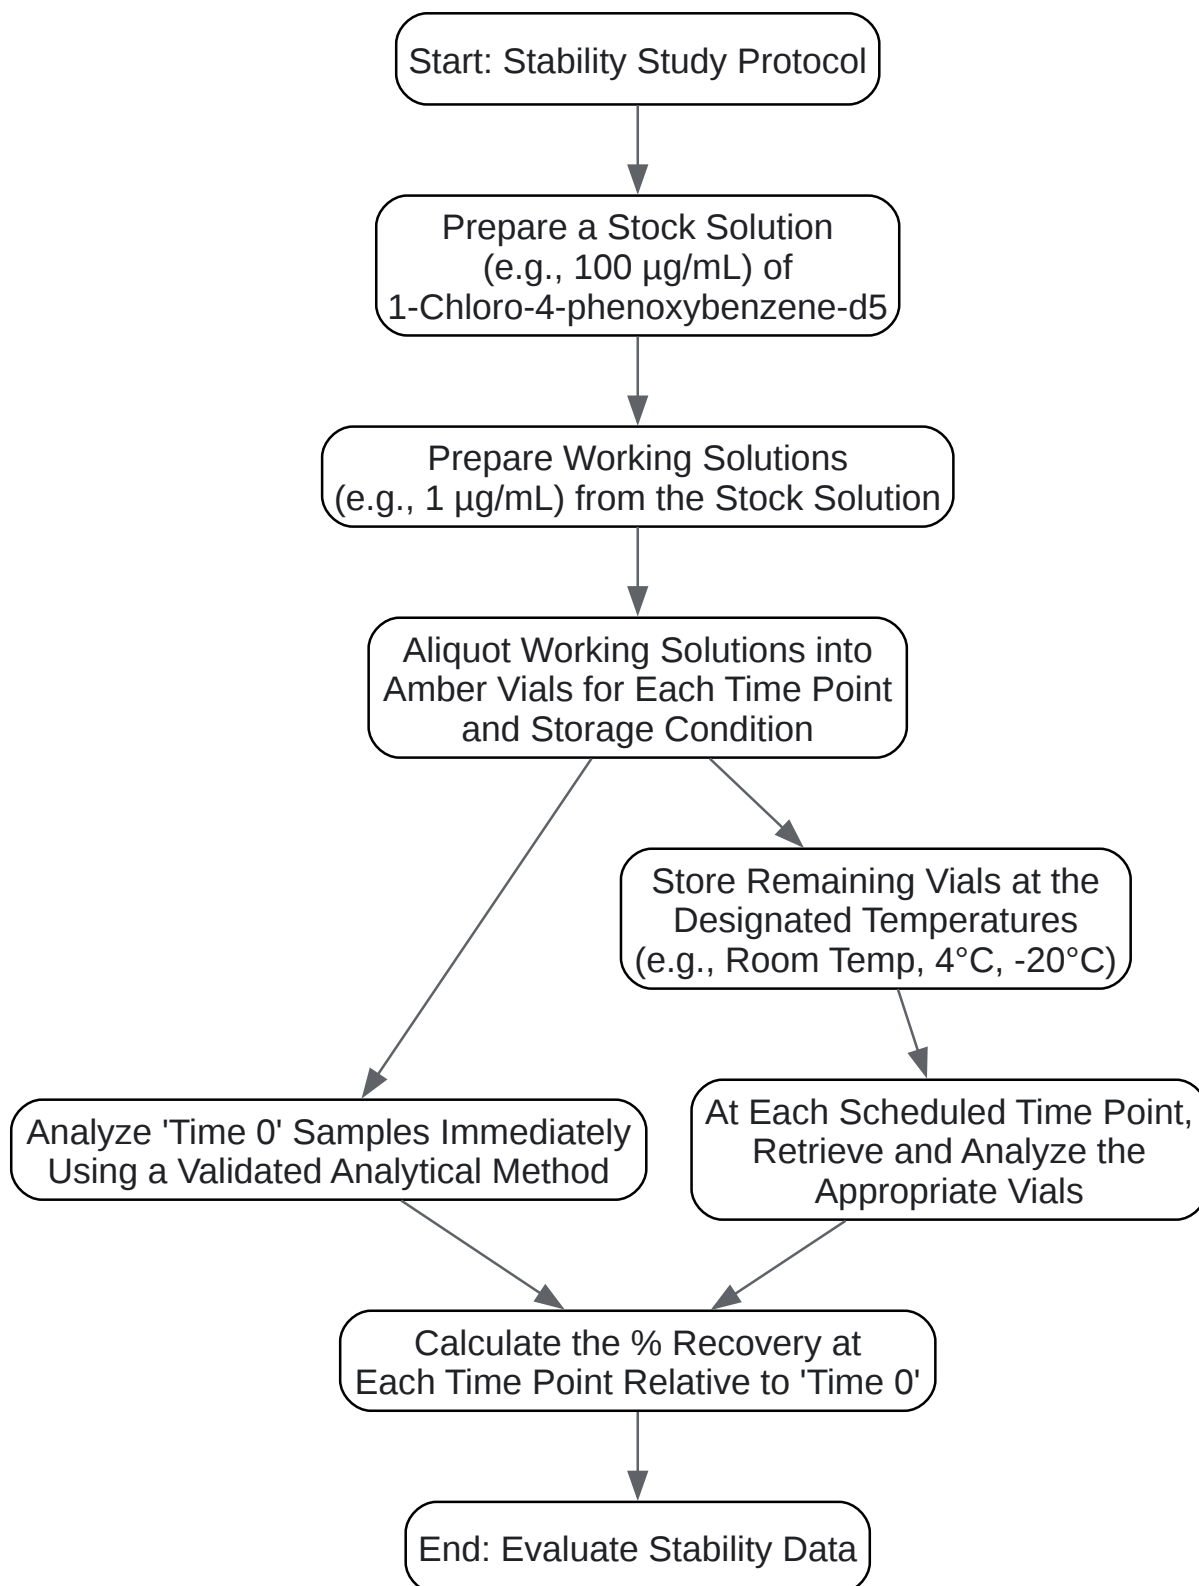 Start: Stability Study Protocol
Prepare a Stock Solution
(e.g., 100 µg/mL) of
1-Chloro-4-phenoxybenzene-d5
Prepare Working Solutions
(e.g., 1 µg/mL) from the Stock Solution
Aliquot Working Solutions into
Amber Vials for Each Time Point
and Storage Condition
Store Remaining Vials at the
Designated Temperatures
(e.g., Room Temp, 4°C, -20°C)
Analyze 'Time 0' Samples Immediately
Using a Validated Analytical Method
At Each Scheduled Time Point,
Retrieve and Analyze the
Appropriate Vials
Calculate the % Recovery at
Each Time Point Relative to 'Time 0'
End: Evaluate Stability Data